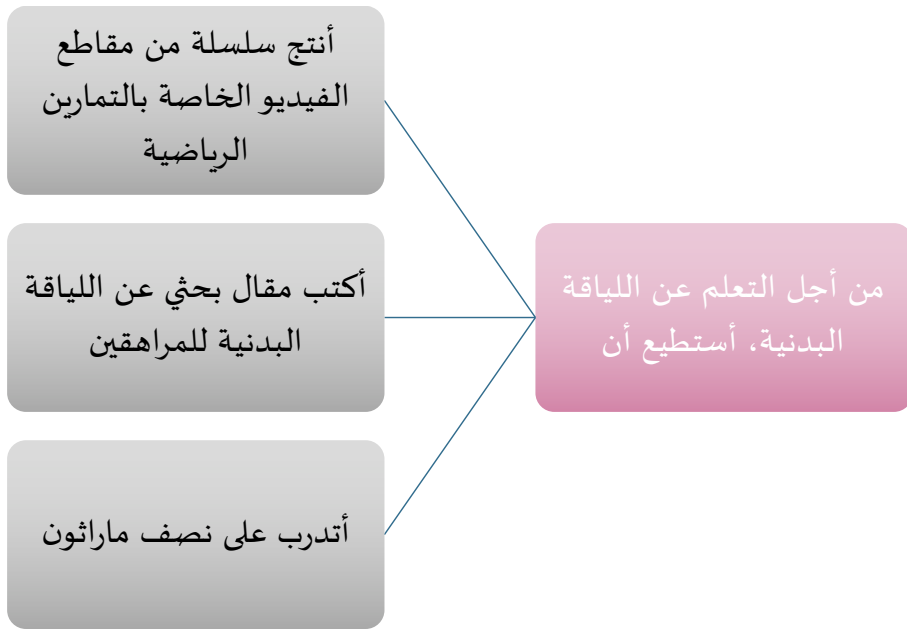 من أجل التعلم عن اللياقة
البدنية، أستطيع أن
أنتج سلسلة من مقاطع
الفيديو الخاصة بالتمارين
الرياضية
أكتب مقال بحثي عن اللياقة
البدنية للمراهقين
أتدرب على نصف ماراثون